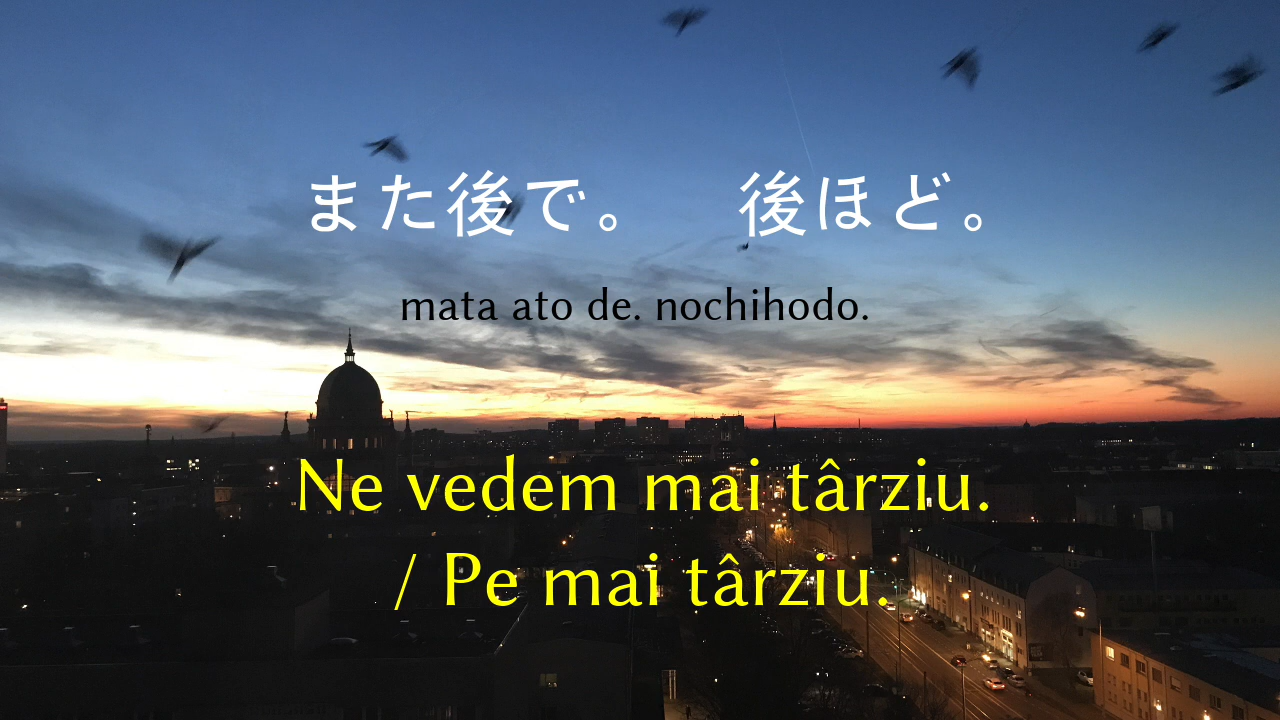 また後で。　後ほど。
mata ato de. nochihodo.
Ne vedem mai târziu.
/ Pe mai târziu.